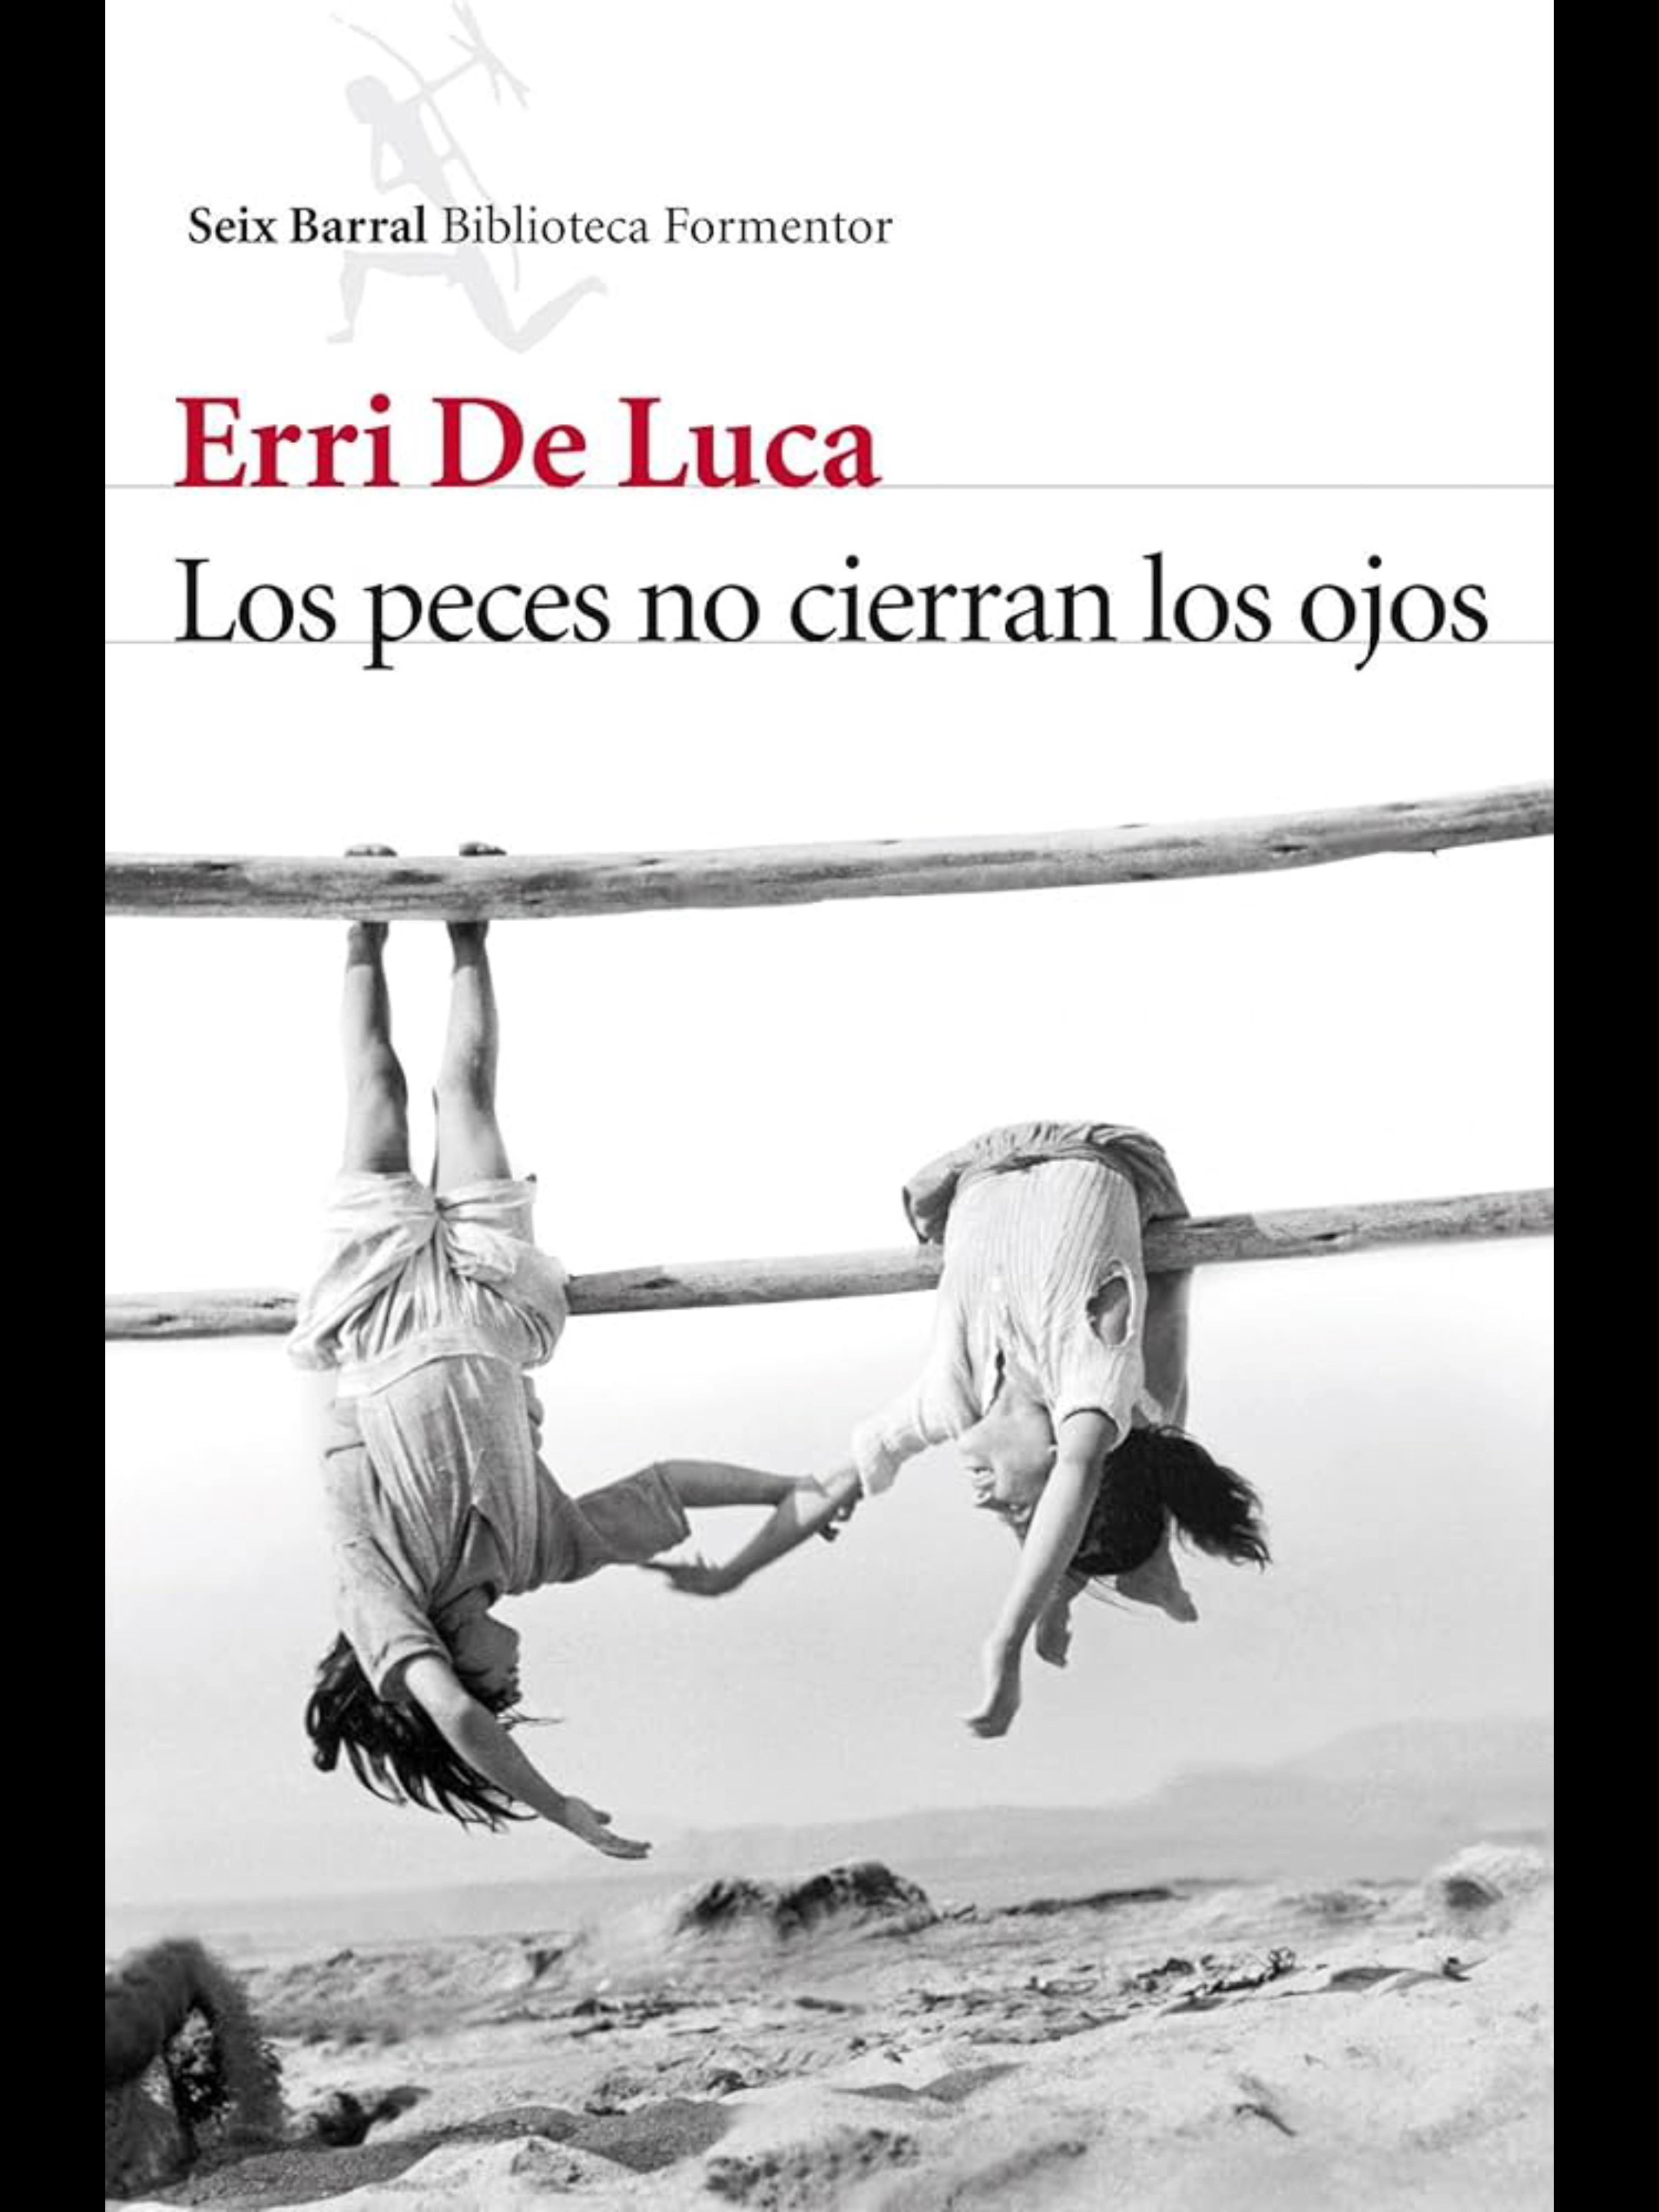 Seix Barral Biblioteca Formentor
Erri De Luca
Los peces no cierran los ojos